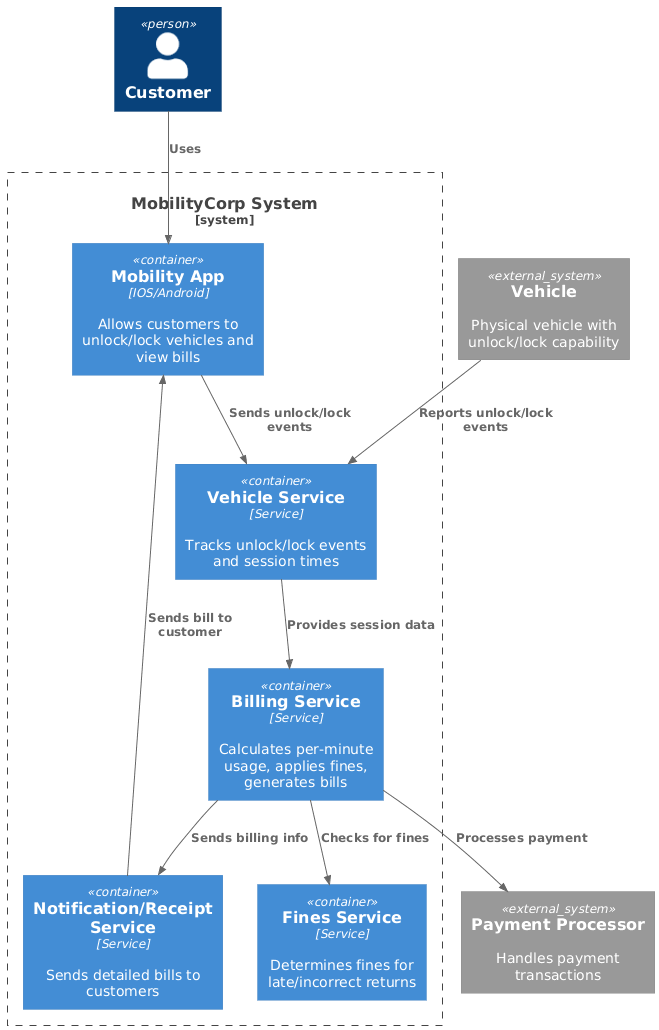 «person»
Customer
Uses
MobilityCorp System
[system]
«container»
Mobility App
[IOS/Android]
Allows customers to
unlock/lock vehicles and
view bills
«external_system»
Vehicle
Physical vehicle with
unlock/lock capability
Sends unlock/lock
events
Reports unlock/lock
events
«container»
Vehicle Service
[Service]
Tracks unlock/lock events
and session times
Sends bill to
customer
Provides session data
«container»
Billing Service
[Service]
Calculates per-minute
usage, applies fines,
generates bills
Sends billing info
Checks for fines
Processes payment
«container»
Notification/Receipt
Service
[Service]
Sends detailed bills to
customers
«container»
Fines Service
[Service]
Determines fines for
late/incorrect returns
«external_system»
Payment Processor
Handles payment
transactions